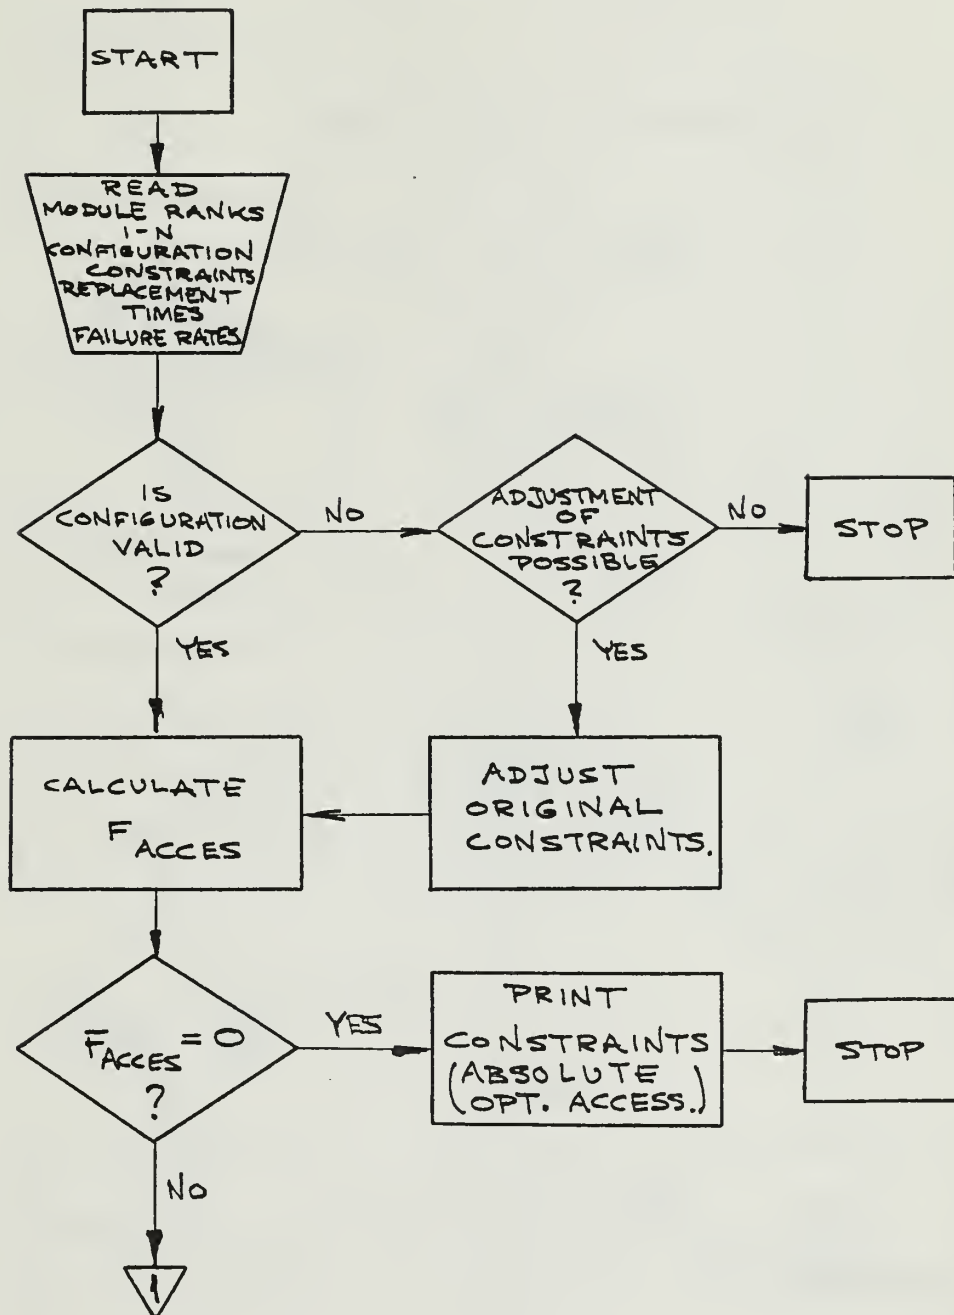 START
READ
MODULE RANKS
1-N
CONFIGURATION
CONSTRAINTS
REPLACEMENT
TIMES
FAILURE RATES
IS
CONFIGURATION
VALID
?
NO
ADJUSTMENT
OF
CONSTRAINTS
POSSIBLE
?
NO
STOP
YES
YES
CALCULATE
FACCES
ADJUST
ORIGINAL
CONSTRAINTS.
FACCES = 0
?
YES
PRINT
CONSTRAINTS
(ABSOLUTE
OPT. ACCESS.)
STOP
NO
1